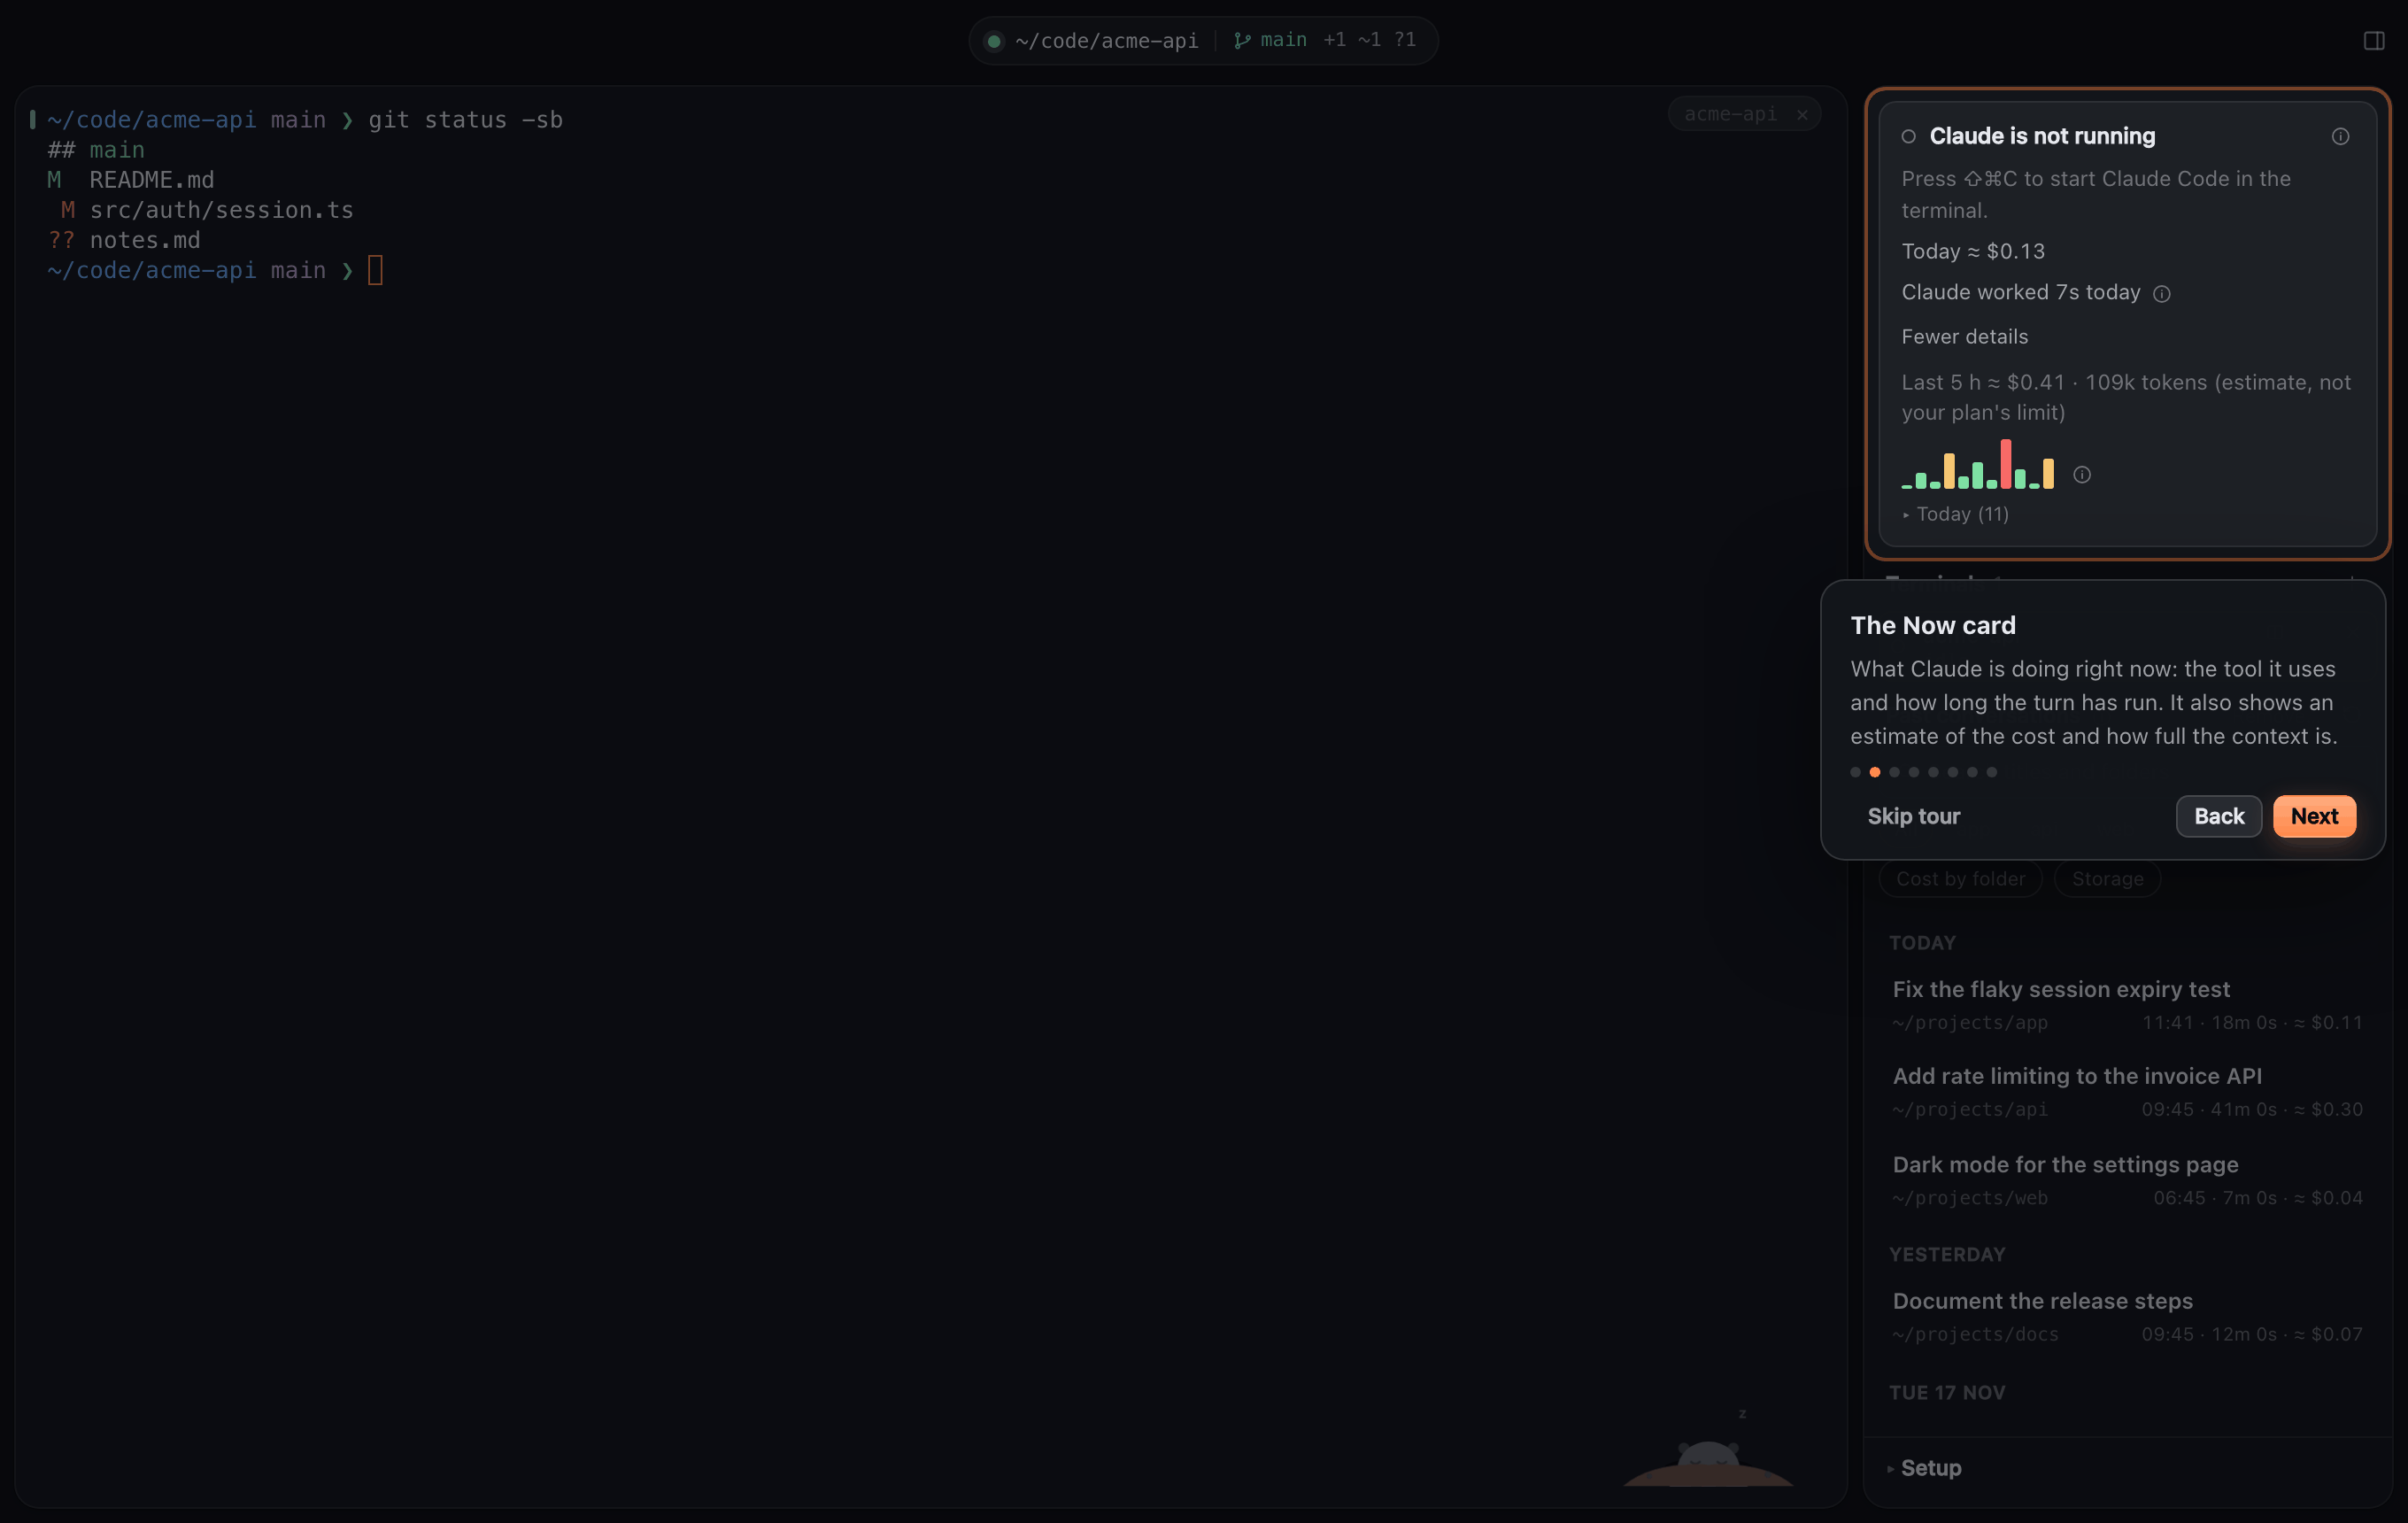 ~/code/acme-api main +1 ~1 ?1
~/code/acme-api main ❯ git status -sb
acme-api ×
## main
M README.md
M src/auth/session.ts
?? notes.md
~/code/acme-api main ❯
Claude is not running
Press ⇧⌘C to start Claude Code in the
terminal.
Today ≈ $0.13
Claude worked 7s today
Fewer details
Last 5 h ≈ $0.41 · 109k tokens (estimate, not
your plan's limit)
▸ Today (11)
The Now card
What Claude is doing right now: the tool it uses
and how long the turn has run. It also shows an
estimate of the cost and how full the context is.
Skip tour Back Next
Cost by folder Storage
TODAY
Fix the flaky session expiry test
~/projects/app 11:41 · 18m 0s · ≈ $0.11
Add rate limiting to the invoice API
~/projects/api 09:45 · 41m 0s · ≈ $0.30
Dark mode for the settings page
~/projects/web 06:45 · 7m 0s · ≈ $0.04
YESTERDAY
Document the release steps
~/projects/docs 09:45 · 12m 0s · ≈ $0.07
TUE 17 NOV
z
▸ Setup